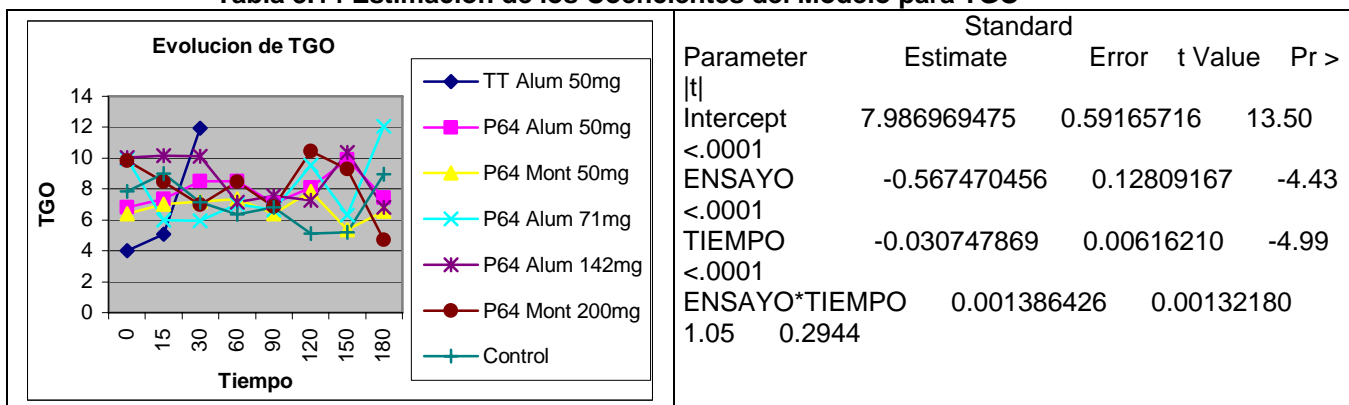 Tabla Estimación de los Coeficientes del Modelo para TGO
Evolucion de TGO
14
12
10
8
6
4
2
0
TGO
0 15 30 60 90 120 150 180
Tiempo
TT Alum 50mg
P64 Alum 50mg
P64 Mont 50mg
P64 Alum 71mg
P64 Alum 142mg
P64 Mont 200mg
Control
Standard
Parameter Estimate Error t Value Pr >
|t|
Intercept 7.986969475 0.59165716 13.50
<.0001
ENSAYO -0.567470456 0.12809167 -4.43
<.0001
TIEMPO -0.030747869 0.00616210 -4.99
<.0001
ENSAYO*TIEMPO 0.001386426 0.00132180
1.05 0.2944